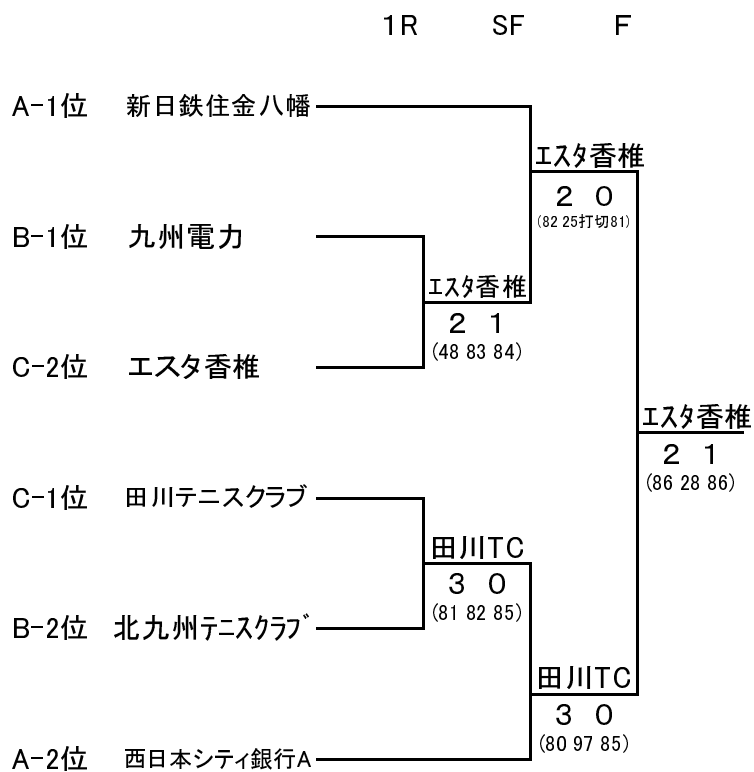 1R SF F
A-1位 新日鉄住金八幡
エスタ香椎
2 0
(82 25打切81)
B-1位 九州電力
エスタ香椎
2 1
(48 83 84)
C-2位 エスタ香椎
エスタ香椎
2 1
(86 28 86)
C-1位 田川テニスクラブ
田川TC
3 0
(81 82 85)
B-2位 北九州テニスクラブ
田川TC
3 0
(80 97 85)
A-2位 西日本シティ銀行A